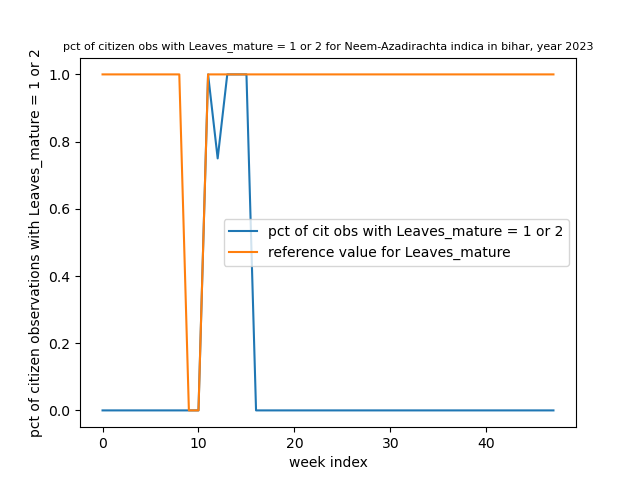 pct of citizen obs with Leaves_mature = 1 or 2 for Neem-Azadirachta indica in bihar, year 2023
pct of citizen observations with Leaves_mature = 1 or 2
1.0
0.8
0.6
0.4
0.2
0.0
pct of cit obs with Leaves_mature = 1 or 2
reference value for Leaves_mature
0
10
20
30
40
week index